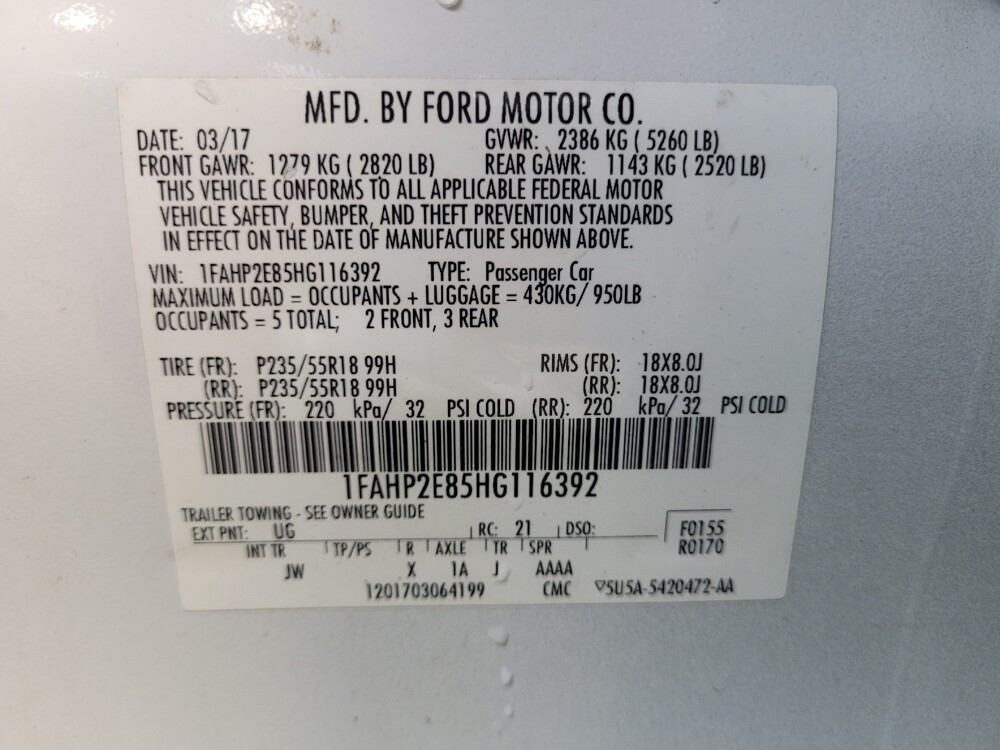 MFD. BY FORD MOTOR CO.
DATE: 03/17 GVWR: 2386 KG ( 5260 LB)
FRONT GAWR: 1279 KG ( 2820 LB) REAR GAWR: 1143 KG ( 2520 LB)
THIS VEHICLE CONFORMS TO ALL APPLICABLE FEDERAL MOTOR
VEHICLE SAFETY, BUMPER, AND THEFT PREVENTION STANDARDS
IN EFFECT ON THE DATE OF MANUFACTURE SHOWN ABOVE.
VIN: 1FAHP2E85HG116392 TYPE: Passenger Car
MAXIMUM LOAD = OCCUPANTS + LUGGAGE = 430KG/ 950LB
OCCUPANTS = 5 TOTAL; 2 FRONT, 3 REAR
TIRE (FR): P235/55R18 99H RIMS (FR): 18X8.0J
(RR): P235/55R18 99H (RR): 18X8.0J
PRESSURE (FR): 220 kPa/ 32 PSI COLD (RR): 220 kPa/ 32 PSI COLD
1FAHP2E85HG116392
TRAILER TOWING - SEE OWNER GUIDE
EXT PNT: UG RC: 21 DSO: F0155
INT TR TP/PS R AXLE TR SPR R0170
JW X 1A J AAAA
1201703064199 CMC ▽5U5A-5420472-AA